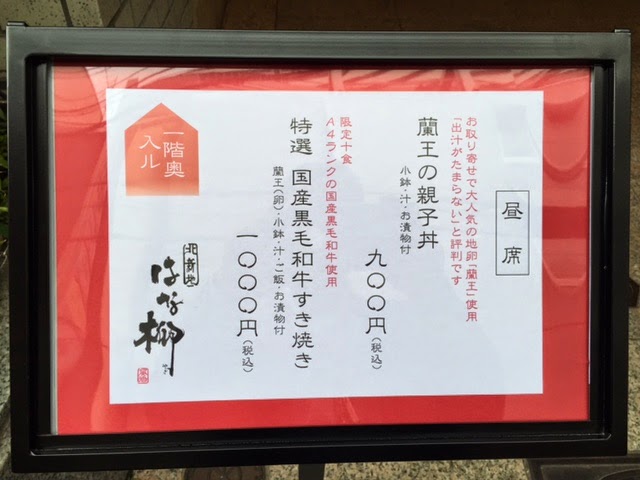 昼席
お取り寄せで大人気の地卵「蘭王」使用
「出汁がたまらない」と評判です
蘭王の親子丼
小鉢・汁・お漬物付
九〇〇円(税込)
限定十食
A4ランクの国産黒毛和牛使用
特選 国産黒毛和牛すき焼き
蘭王(卵)・小鉢・汁・ご飯・お漬物付
一〇〇〇円(税込)
一階奥
入ル
北新地
はな柳